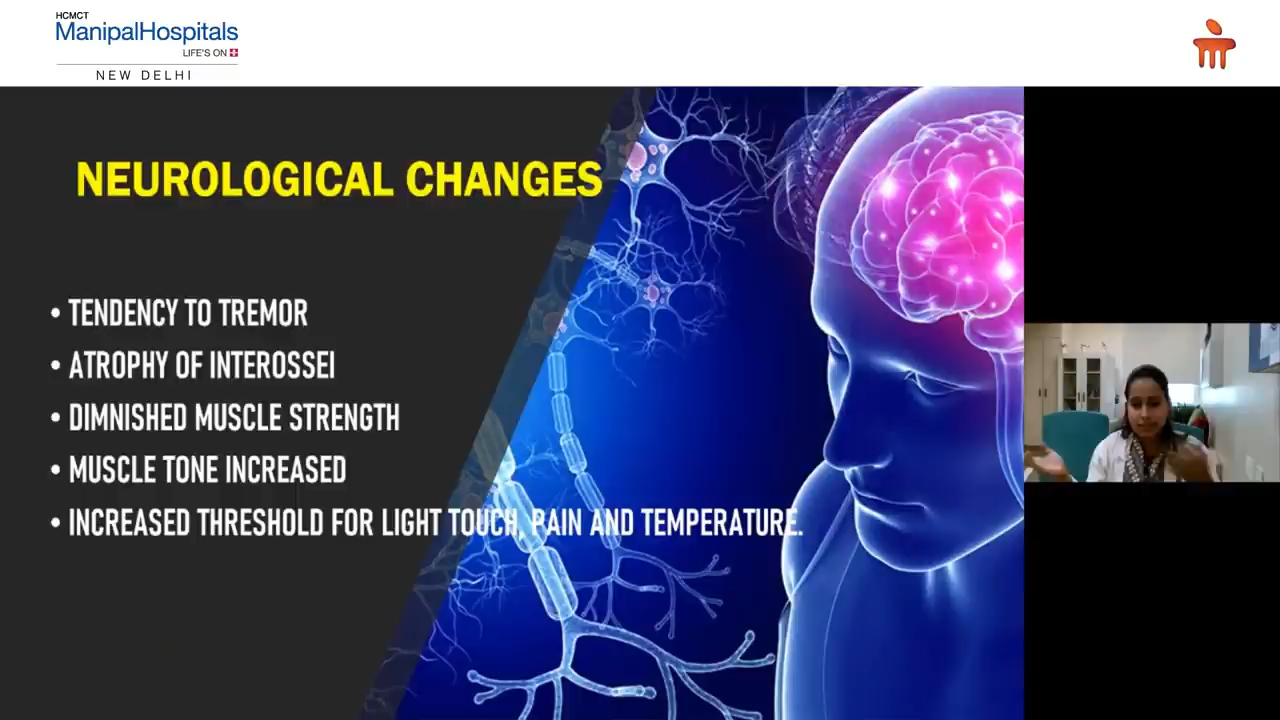 HCMCT
ManipalHospitals
LIFE'S ON
NEW DELHI
NEUROLOGICAL CHANGES
• TENDENCY TO TREMOR
• ATROPHY OF INTEROSSEI
• DIMNISHED MUSCLE STRENGTH
• MUSCLE TONE INCREASED
• INCREASED THRESHOLD FOR LIGHT TOUCH, PAIN AND TEMPERATURE.